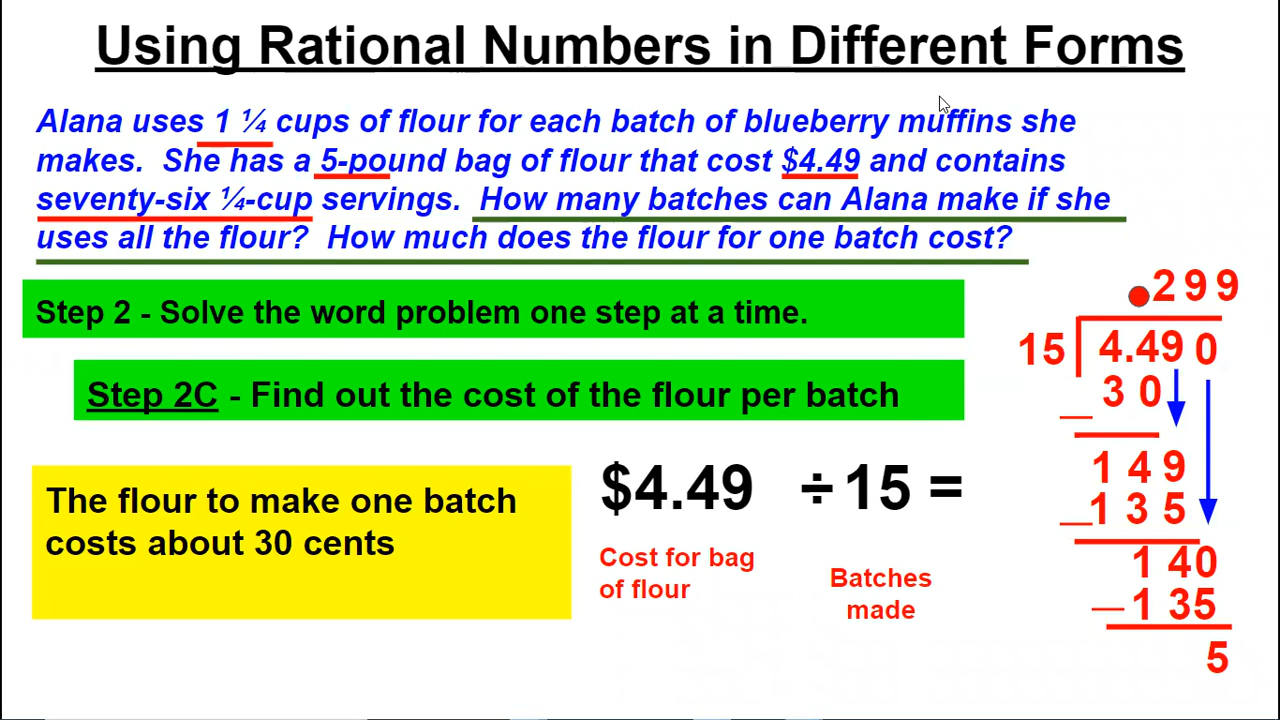 Using Rational Numbers in Different Forms
Alana uses 1 ¼ cups of flour for each batch of blueberry muffins she
makes. She has a 5-pound bag of flour that cost $4.49 and contains
seventy-six ¼-cup servings. How many batches can Alana make if she
uses all the flour? How much does the flour for one batch cost?
Step 2 - Solve the word problem one step at a time.
Step 2C - Find out the cost of the flour per batch
The flour to make one batch
costs about 30 cents
$4.49 ÷ 15 =
Cost for bag
of flour
Batches
made
.299
15 4.490
30
149
_135
140
_135
5